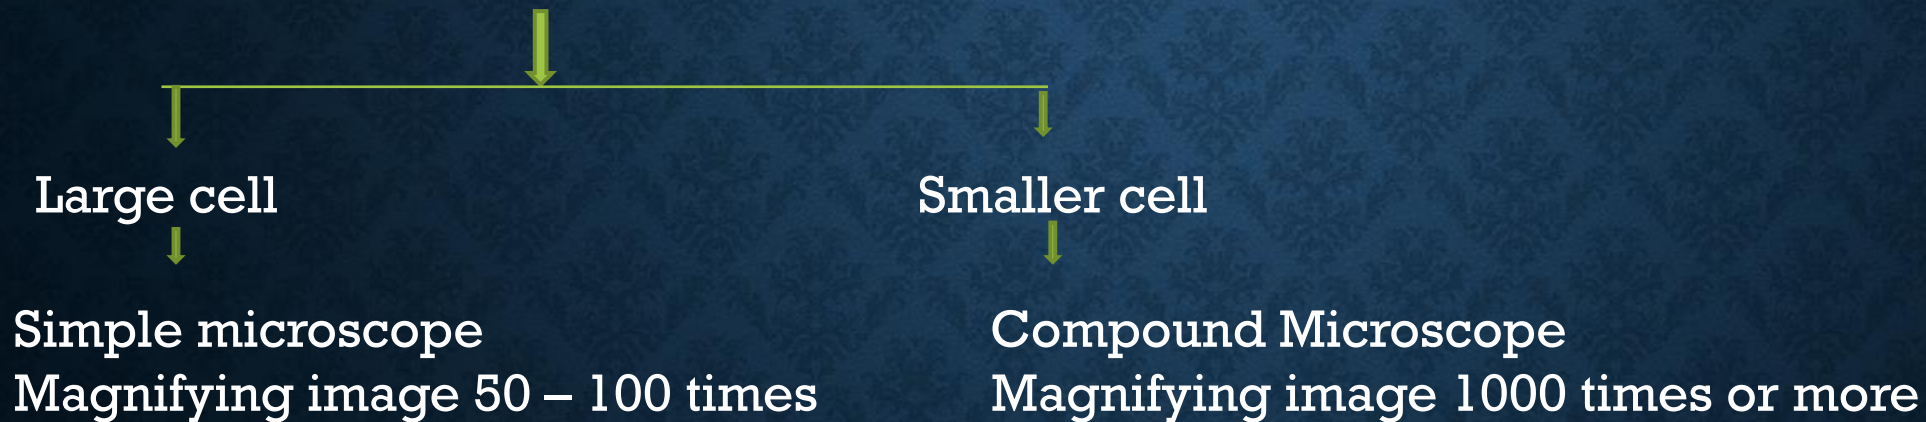 Large cell
Smaller cell
Simple microscope
Magnifying image 50 – 100 times
Compound Microscope
Magnifying image 1000 times or more